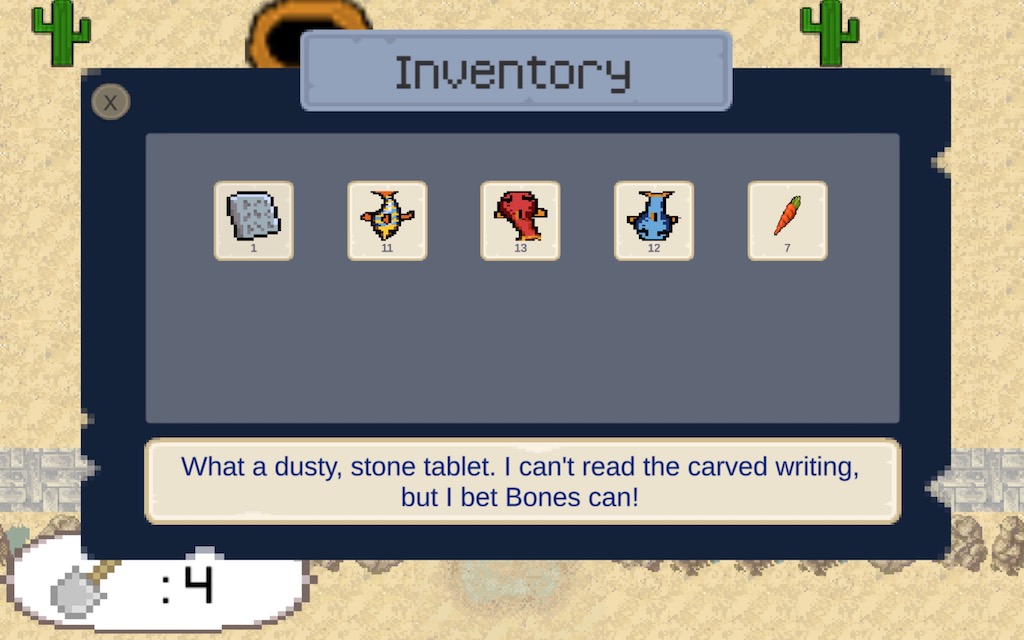 Inventory
X
1
11
13
12
7
What a dusty, stone tablet. I can't read the carved writing,
but I bet Bones can!
:4